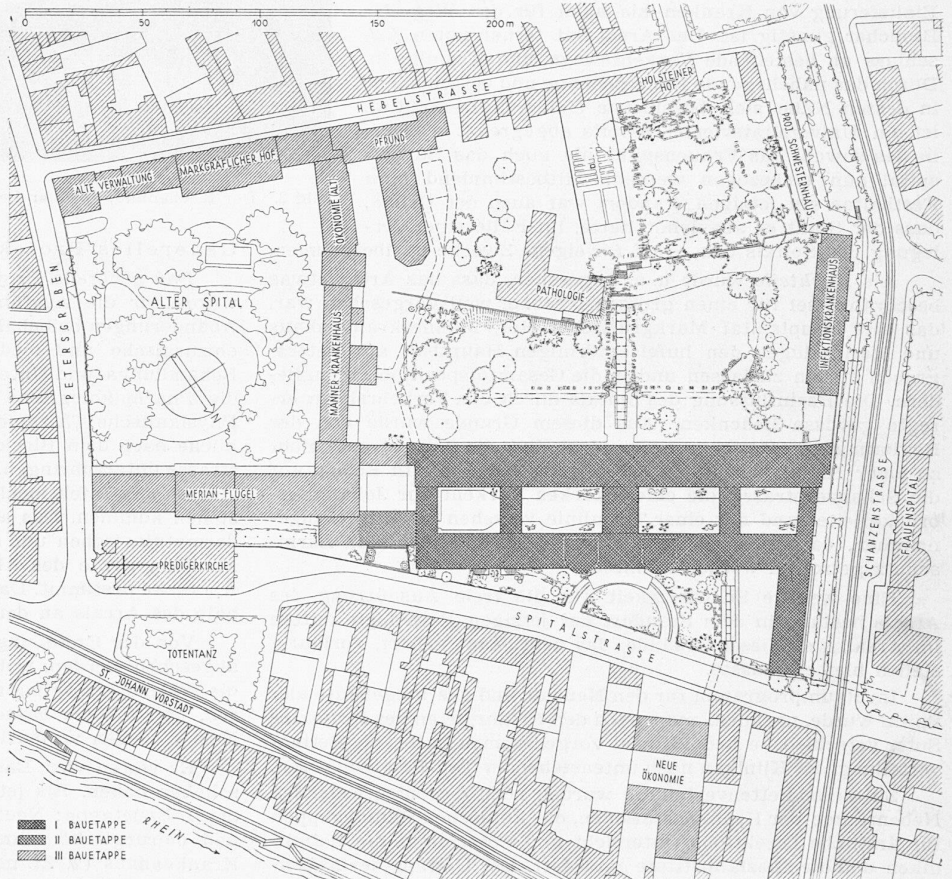 0 50 100 150 200 m
HEBELSTRASSE
HOLSTEINER
HOF
PFRUND
PROJ. SCHWESTERNHAUS
MARKGRÄFLICHER HOF
ALTE VERWALTUNG
ÖKONOMIE (ALT)
PETERSGRABEN
ALTER SPITAL
PATHOLOGIE
INFEKTIONSKRANKENHAUS
MÄNNER-KRANKENHAUS
N
MERIAN-FLÜGEL
SCHANZENSTRASSE
FRAUENSPITAL
PREDIGERKIRCHE
SPITALSTRASSE
TOTENTANZ
ST. JOHANN VORSTADT
NEUE
ÖKONOMIE
RHEIN
I BAUETAPPE
II BAUETAPPE
III BAUETAPPE